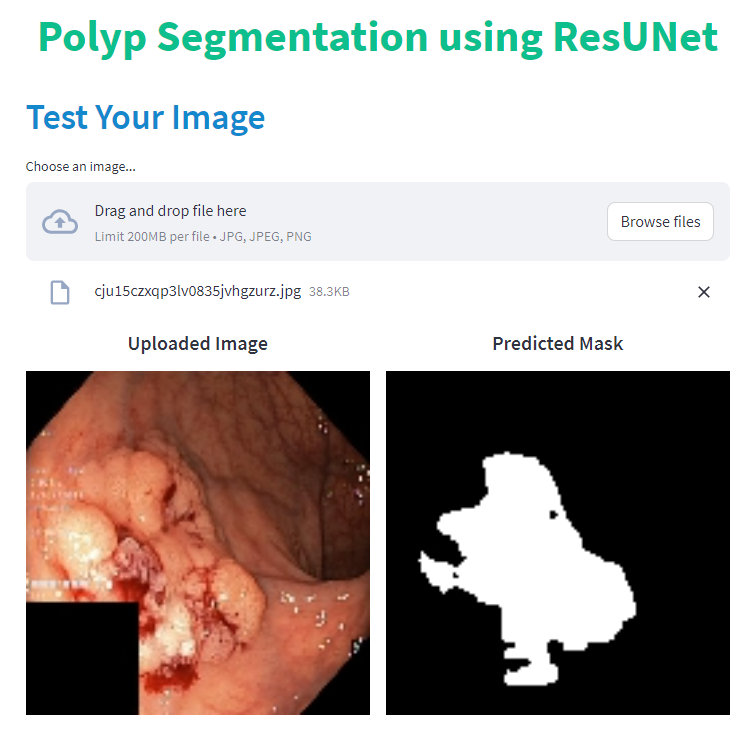 Polyp Segmentation using ResUNet
Test Your Image
Choose an image...
Drag and drop file here
Limit 200MB per file • JPG, JPEG, PNG
Browse files
cju15czxqp3lv0835jvhgzurz.jpg 38.3KB
Uploaded Image
Predicted Mask